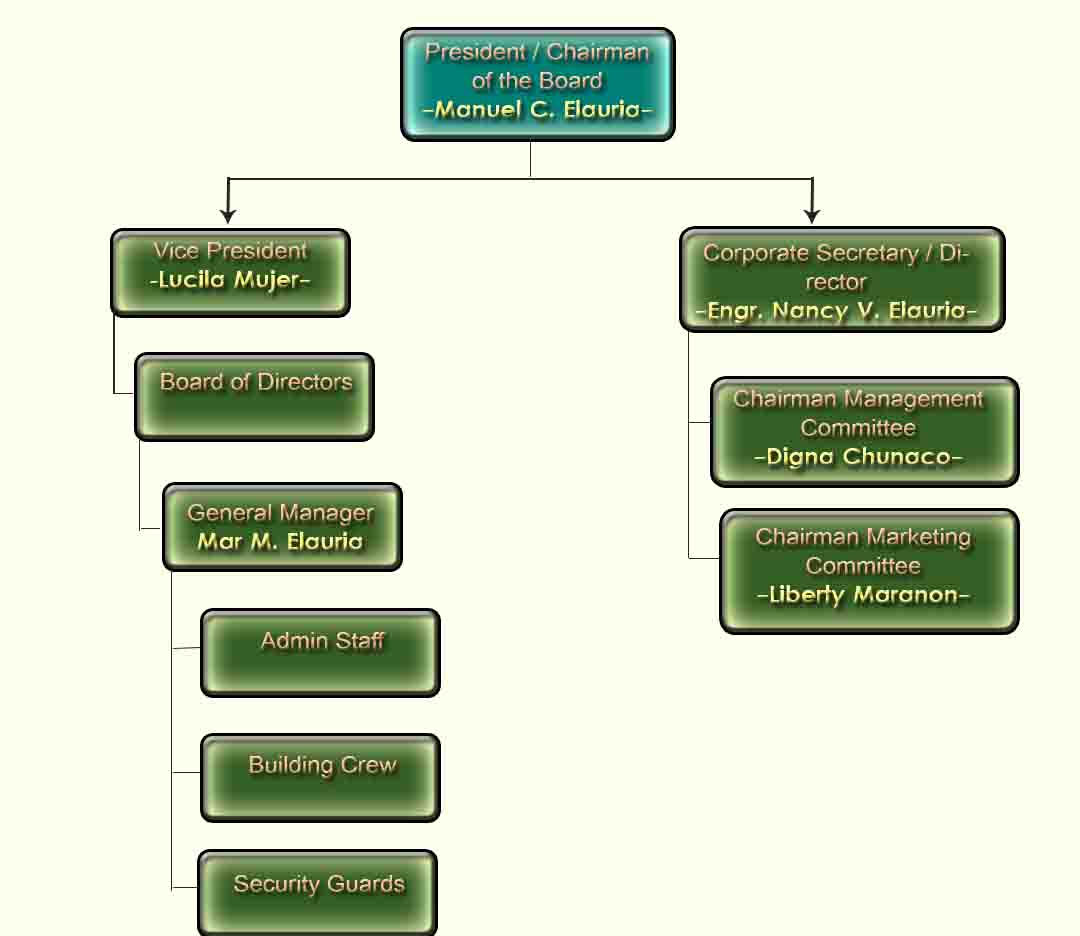 President / Chairman
of the Board
-Manuel C. Elauria-
Vice President
-Lucila Mujer-
Corporate Secretary / Di-
rector
-Engr. Nancy V. Elauria-
Board of Directors
Chairman Management
Committee
-Digna Chunaco-
General Manager
Mar M. Elauria
Chairman Marketing
Committee
-Liberty Maranon-
Admin Staff
Building Crew
Security Guards